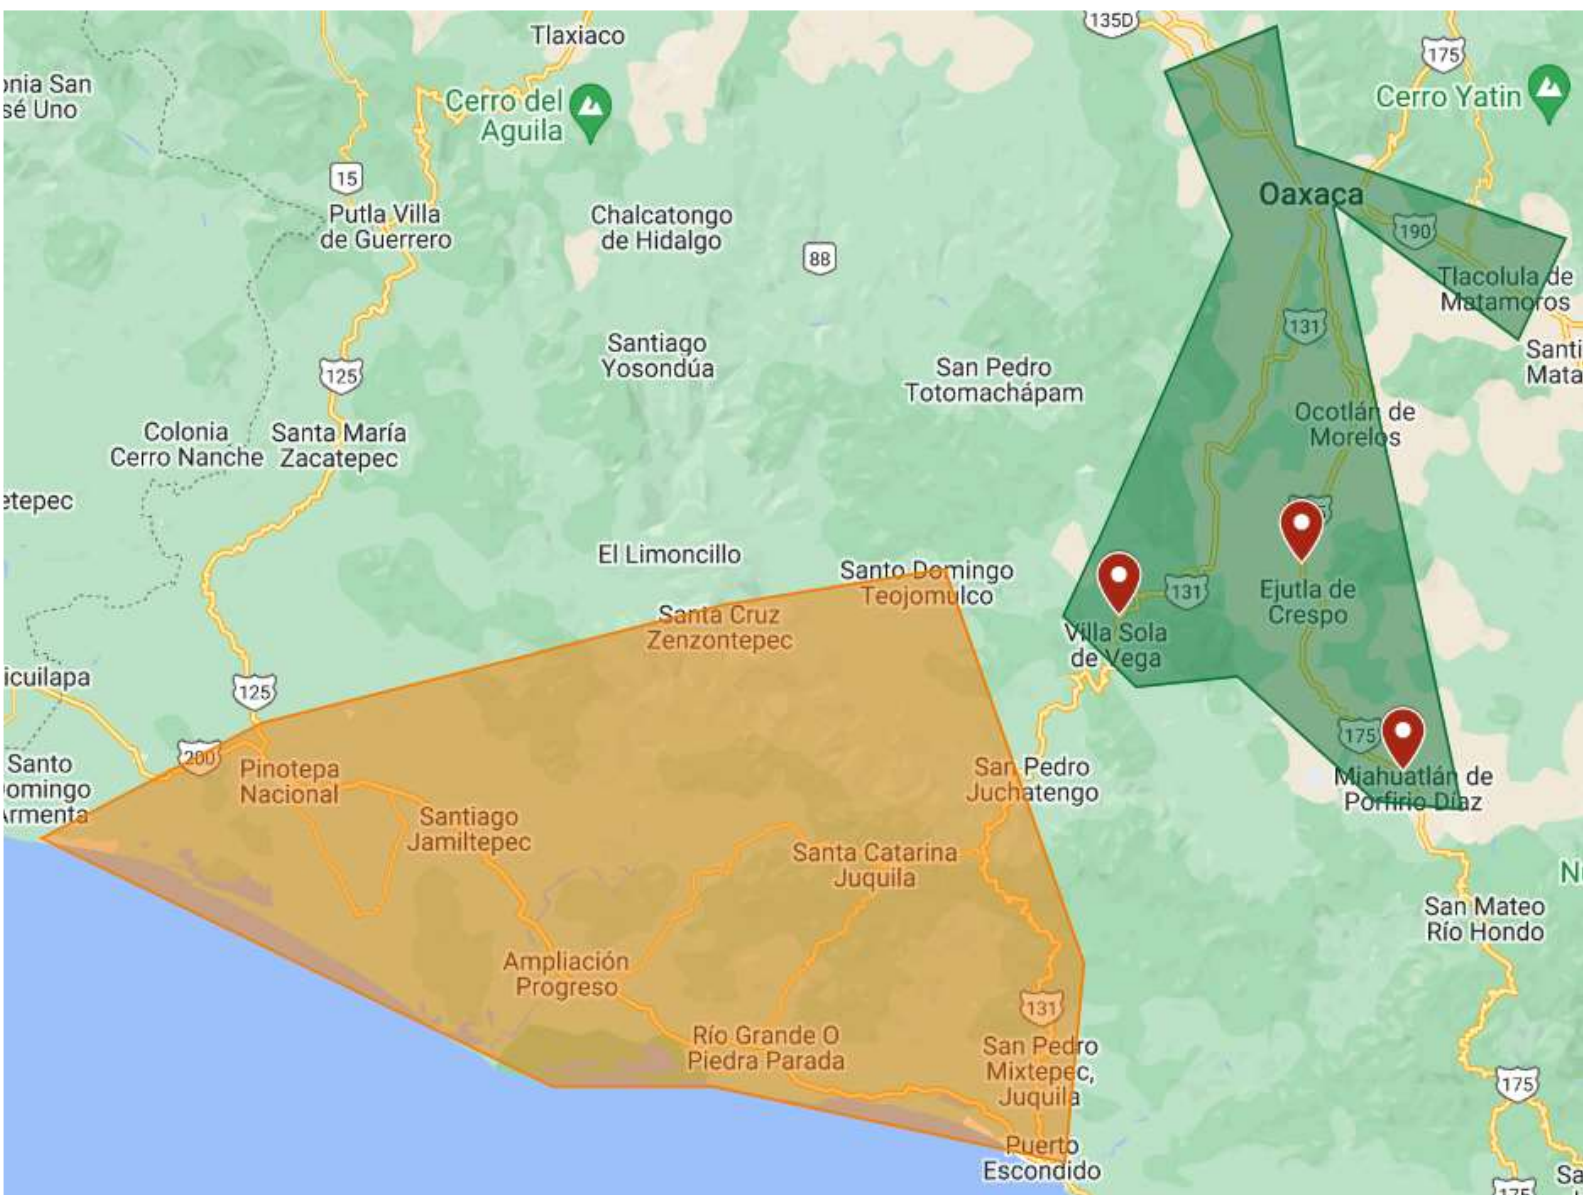 135D
Tlaxiaco
175
onia San
sé Uno
Cerro del
Aguila
Cerro Yatin
15
Putla Villa
de Guerrero
Chalcatongo
de Hidalgo
Oaxaca
190
88
Tlacolula de
Matamoros
131
Santiago
Yosondúa
San Pedro
Totomachápam
Santi
Mata
125
Ocotlán de
Morelos
Colonia
Cerro Nanche
Santa María
Zacatepec
etepec
El Limoncillo
Santo Domingo
Teojomulco
131
Ejutla de
Crespo
Santa Cruz
Zenzontepec
Villa Sola
de Vega
icuilapa
125
200
175
Santo
Domingo
Armenta
Pinotepa
Nacional
San Pedro
Juchatengo
Miahuatlán de
Porfirio Díaz
Santiago
Jamiltepec
Santa Catarina
Juquila
San Mateo
Río Hondo
Ampliación
Progreso
131
Río Grande O
Piedra Parada
San Pedro
Mixtepec,
Juquila
175
Puerto
Escondido
175